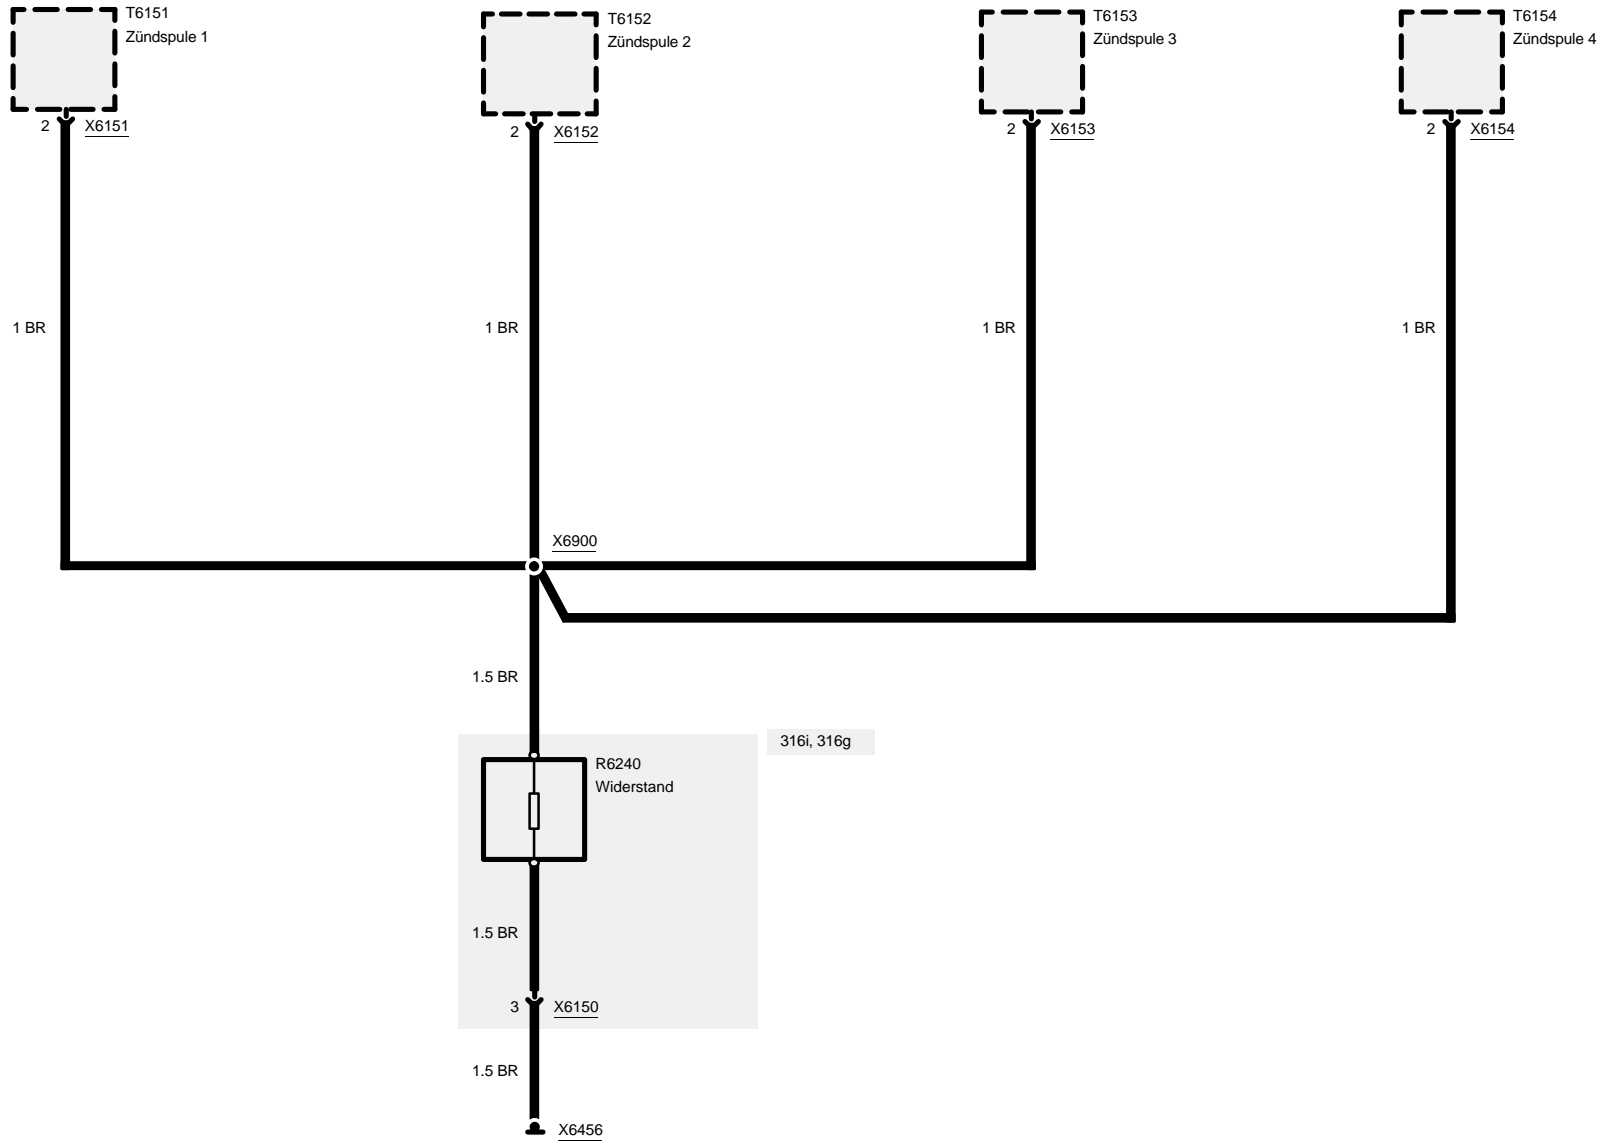 T6151
Zündspule 1
T6152
Zündspule 2
T6153
Zündspule 3
T6154
Zündspule 4
2 X6151
2 X6152
2 X6153
2 X6154
1 BR
1 BR
1 BR
1 BR
X6900
1.5 BR
316i, 316g
R6240
Widerstand
1.5 BR
3 X6150
1.5 BR
X6456